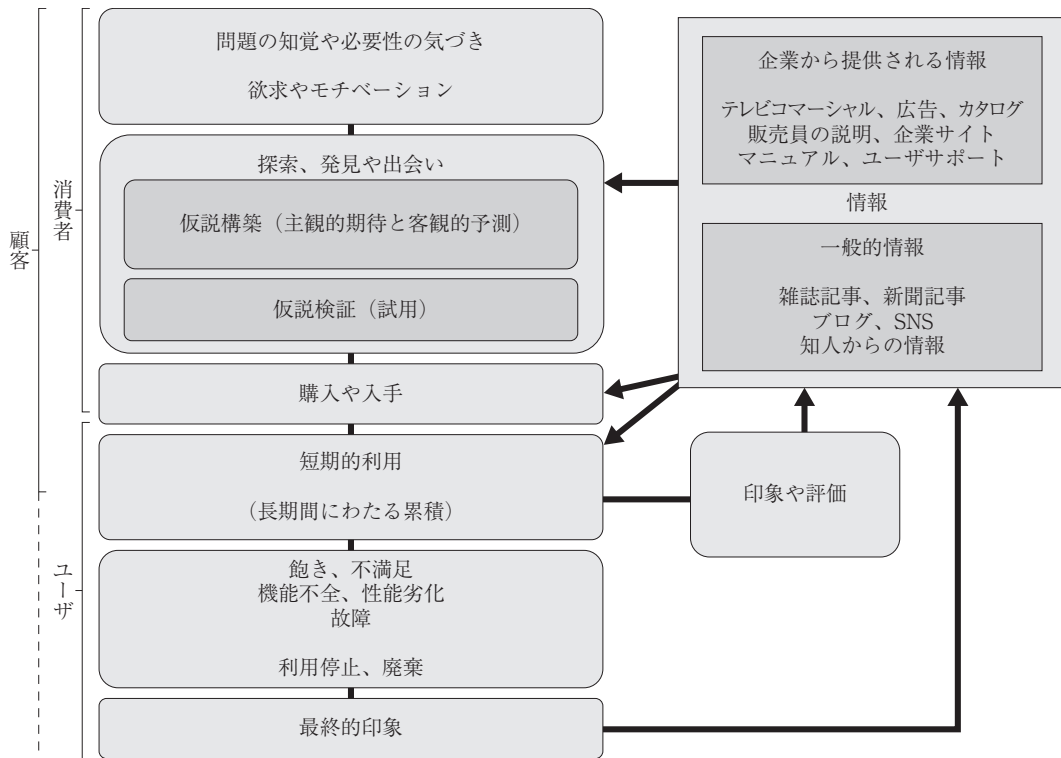 顧客
消費者
ユーザ
問題の知覚や必要性の気づき
欲求やモチベーション
探索、発見や出会い
仮説構築（主観的期待と客観的予測）
仮説検証（試用）
購入や入手
短期的利用
（長期間にわたる累積）
飽き、不満足
機能不全、性能劣化
故障
利用停止、廃棄
最終的印象
企業から提供される情報
テレビコマーシャル、広告、カタログ
販売員の説明、企業サイト
マニュアル、ユーザサポート
情報
一般的情報
雑誌記事、新聞記事
ブログ、SNS
知人からの情報
印象や評価